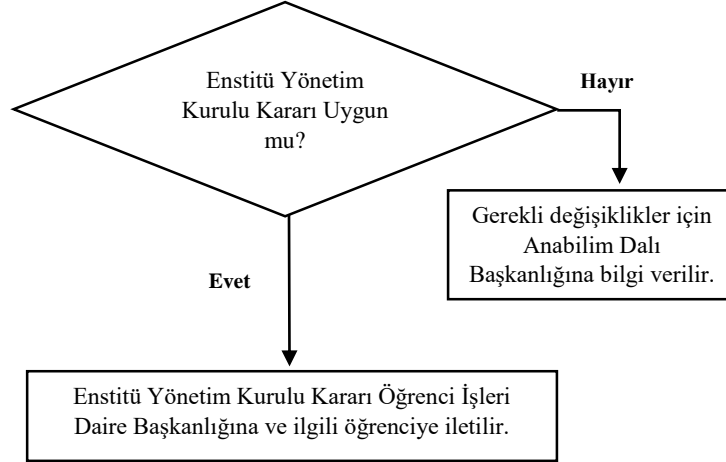 Enstitü Yönetim
Kurulu Kararı Uygun
mu?
Hayır
Gerekli değişiklikler için
Anabilim Dalı
Başkanlığına bilgi verilir.
Evet
Enstitü Yönetim Kurulu Kararı Öğrenci İşleri
Daire Başkanlığına ve ilgili öğrenciye iletilir.